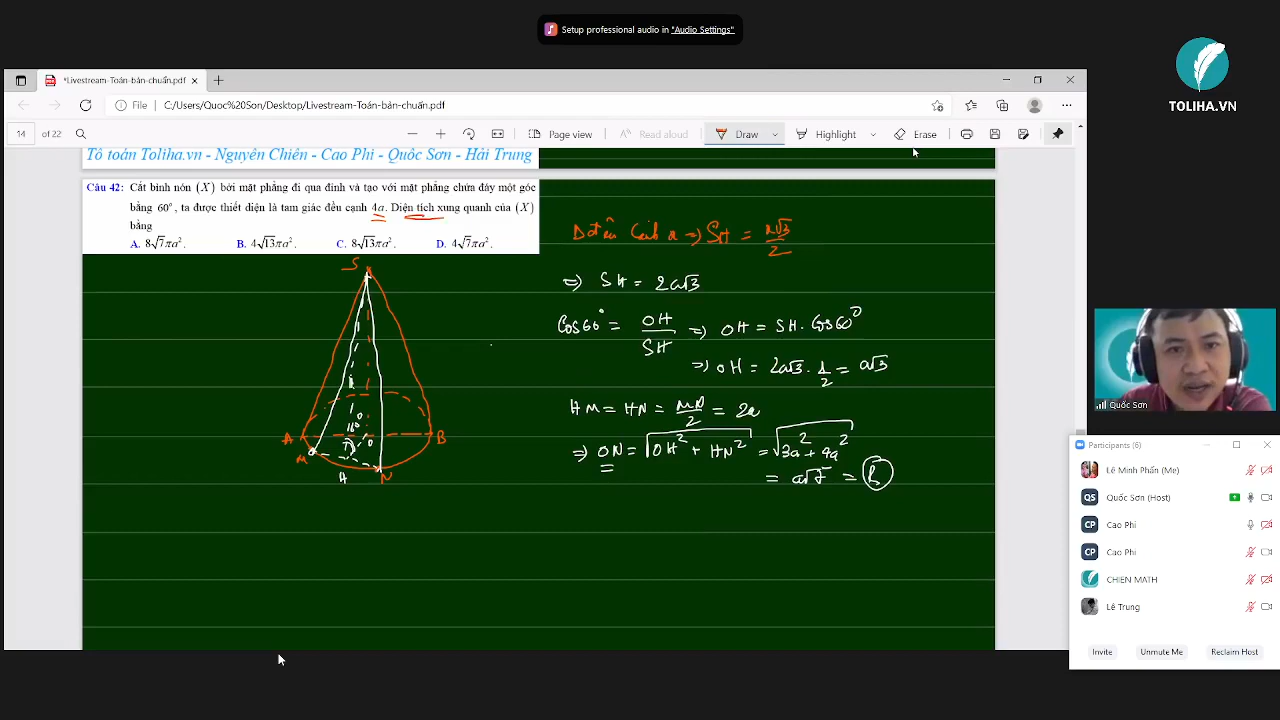 Setup professional audio in "Audio Settings"
TOLIHA.VN
*Livestream-Toán-bản-chuẩn.pdf
File
C:/Users/Quoc%20Son/Desktop/Livestream-Toán-bản-chuẩn.pdf
14 of 22
Page view
Read aloud
Draw
Highlight
Erase
Tổ toán Toliha.vn - Nguyễn Chiến - Cao Phi - Quốc Sơn - Hải Trung
Câu 42: Cắt hình nón (X) bởi mặt phẳng đi qua đỉnh và tạo với mặt phẳng chứa đáy một góc
bằng 60°, ta được thiết diện là tam giác đều cạnh 4a. Diện tích xung quanh của (X)
bằng
A. 8√7πa². B. 4√13πa². C. 8√13πa². D. 4√7πa².
Δ đều cạnh x => SH = x√3/2
=> SH = 2a√3
Cos60° = OH/SH => OH = SH. Cos60°
=> OH = 2a√3. 1/2 = a√3
HM = HN = MN/2 = 2a
=> ON = √(OH² + HN²) = √(3a² + 4a²)
= a√7 = R
S
A
B
M
H
N
O
60°
Quốc Sơn
Participants (6)
Lê Minh Phấn (Me)
QS Quốc Sơn (Host)
CP Cao Phi
CP Cao Phi
CHIEN MATH
Lê Trung
Invite
Unmute Me
Reclaim Host